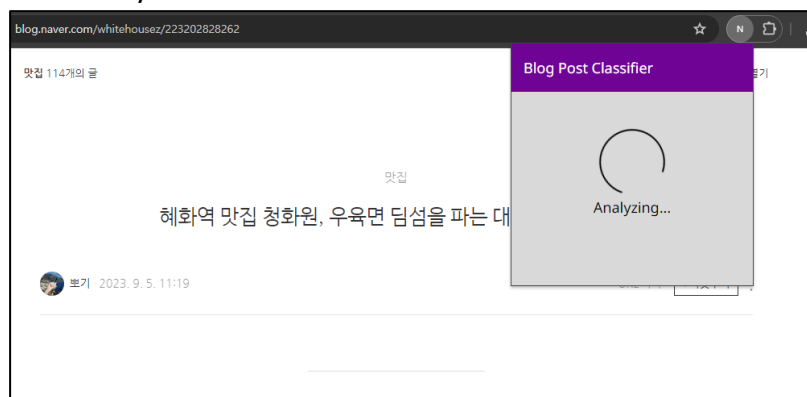 blog.naver.com/whitehousez/223202828262
N
Blog Post Classifier
맛집 114개의 글
맛집
혜화역 맛집 청화원, 우육면 딤섬을 파는 대
Analyzing...
뽀기 2023. 9. 5. 11:19